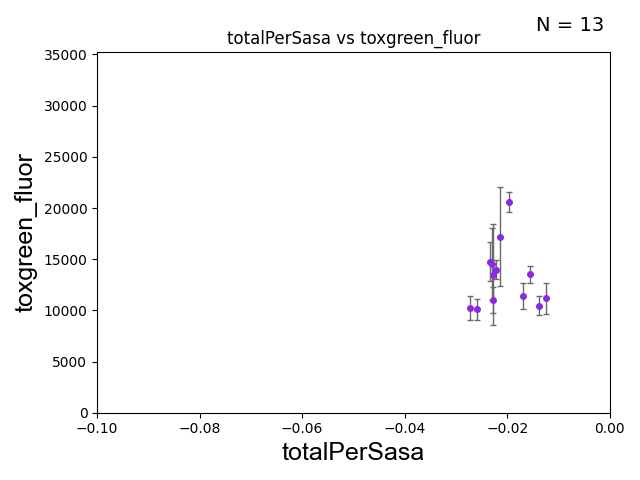 N = 13
totalPerSasa vs toxgreen_fluor
35000
30000
25000
20000
15000
10000
5000
0
toxgreen_fluor
−0.10 −0.08 −0.06 −0.04 −0.02 0.00
totalPerSasa